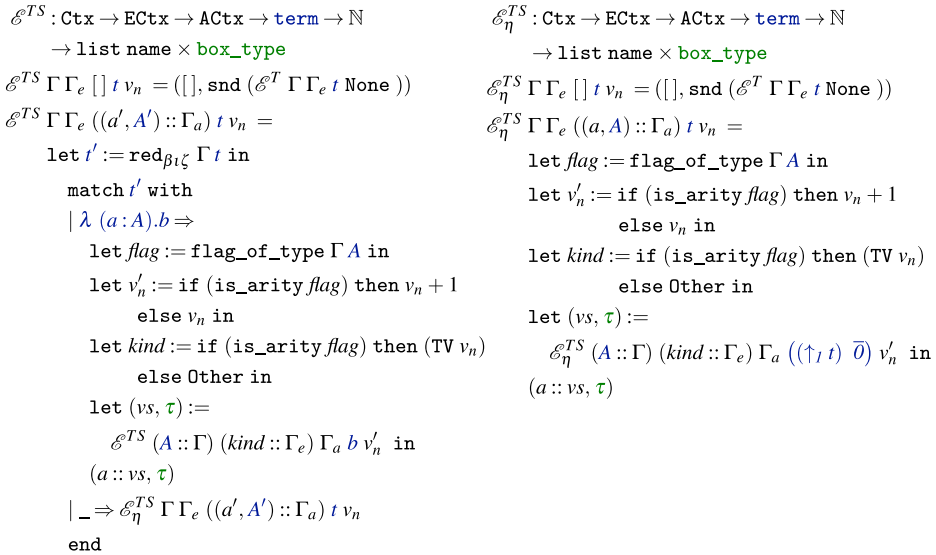 ℰ^{TS} : Ctx → ECtx → ACtx → term → ℕ
→ list name × box_type
ℰ^{TS} Γ Γ_e [ ] t v_n = ([ ], snd (ℰ^T Γ Γ_e t None ))
ℰ^{TS} Γ Γ_e ((a′, A′) :: Γ_a) t v_n =
let t′ := red_{βιζ} Γ t in
match t′ with
| λ (a : A).b ⇒
let flag := flag_of_type Γ A in
let v′_n := if (is_arity flag) then v_n + 1
else v_n in
let kind := if (is_arity flag) then (TV v_n)
else Other in
let (vs, τ) :=
ℰ^{TS} (A :: Γ) (kind :: Γ_e) Γ_a b v′_n in
(a :: vs, τ)
| _ ⇒ ℰ^{TS}_η Γ Γ_e ((a′, A′) :: Γ_a) t v_n
end
ℰ^{TS}_η : Ctx → ECtx → ACtx → term → ℕ
→ list name × box_type
ℰ^{TS}_η Γ Γ_e [ ] t v_n = ([ ], snd (ℰ^T Γ Γ_e t None ))
ℰ^{TS}_η Γ Γ_e ((a, A) :: Γ_a) t v_n =
let flag := flag_of_type Γ A in
let v′_n := if (is_arity flag) then v_n + 1
else v_n in
let kind := if (is_arity flag) then (TV v_n)
else Other in
let (vs, τ) :=
ℰ^{TS}_η (A :: Γ) (kind :: Γ_e) Γ_a ((↑_1 t) 0̅) v′_n in
(a :: vs, τ)